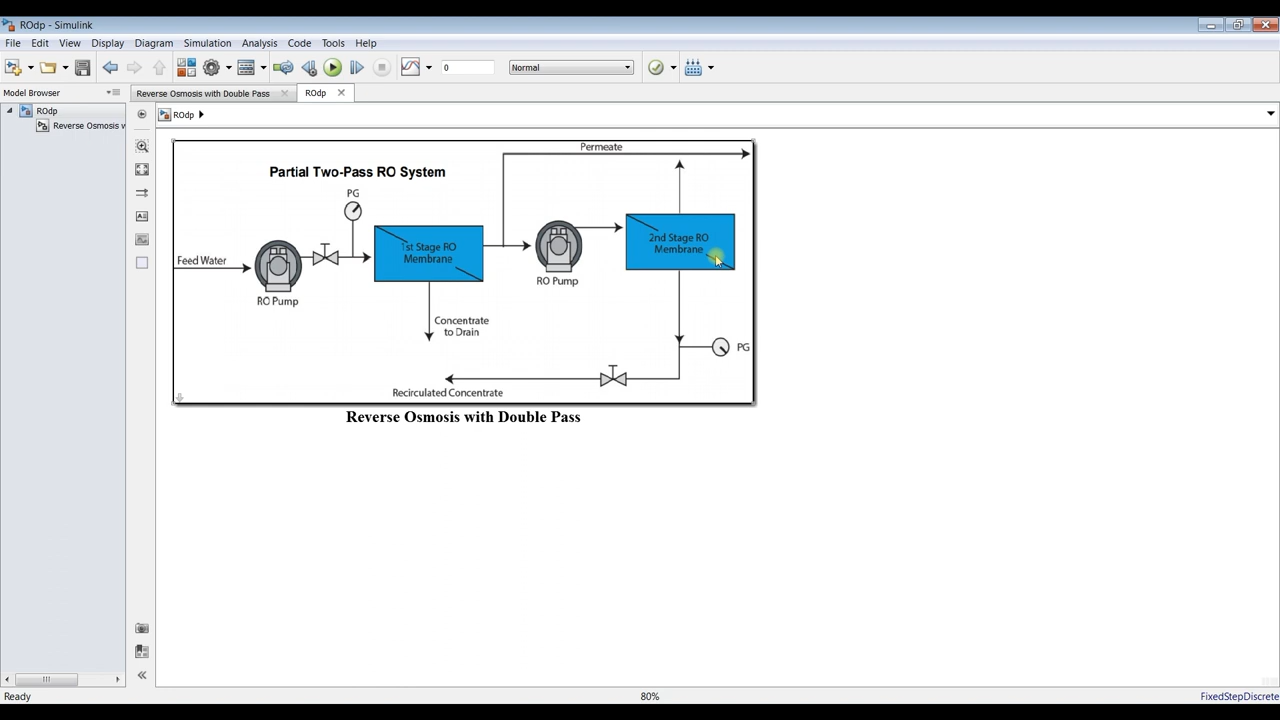 ROdp - Simulink
File Edit View Display Diagram Simulation Analysis Code Tools Help
0
Normal
Model Browser
Reverse Osmosis with Double Pass
ROdp
ROdp
Reverse Osmosis w
ROdp
Partial Two-Pass RO System
Permeate
PG
Feed Water
RO Pump
1st Stage RO
Membrane
Concentrate
to Drain
RO Pump
2nd Stage RO
Membrane
PG
Recirculated Concentrate
Reverse Osmosis with Double Pass
Ready
80%
FixedStepDiscrete